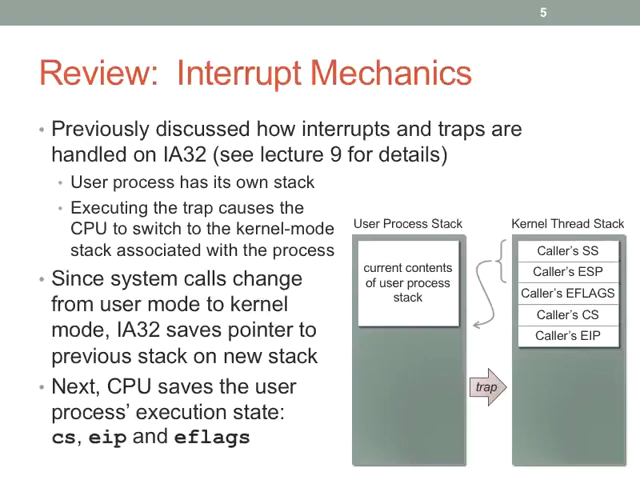 5
Review: Interrupt Mechanics
• Previously discussed how interrupts and traps are
handled on IA32 (see lecture 9 for details)
• User process has its own stack
• Executing the trap causes the
CPU to switch to the kernel-mode
stack associated with the process
• Since system calls change
from user mode to kernel
mode, IA32 saves pointer to
previous stack on new stack
• Next, CPU saves the user
process’ execution state:
cs, eip and eflags
User Process Stack
current contents
of user process
stack
trap
Kernel Thread Stack
Caller’s SS
Caller’s ESP
Caller’s EFLAGS
Caller’s CS
Caller’s EIP